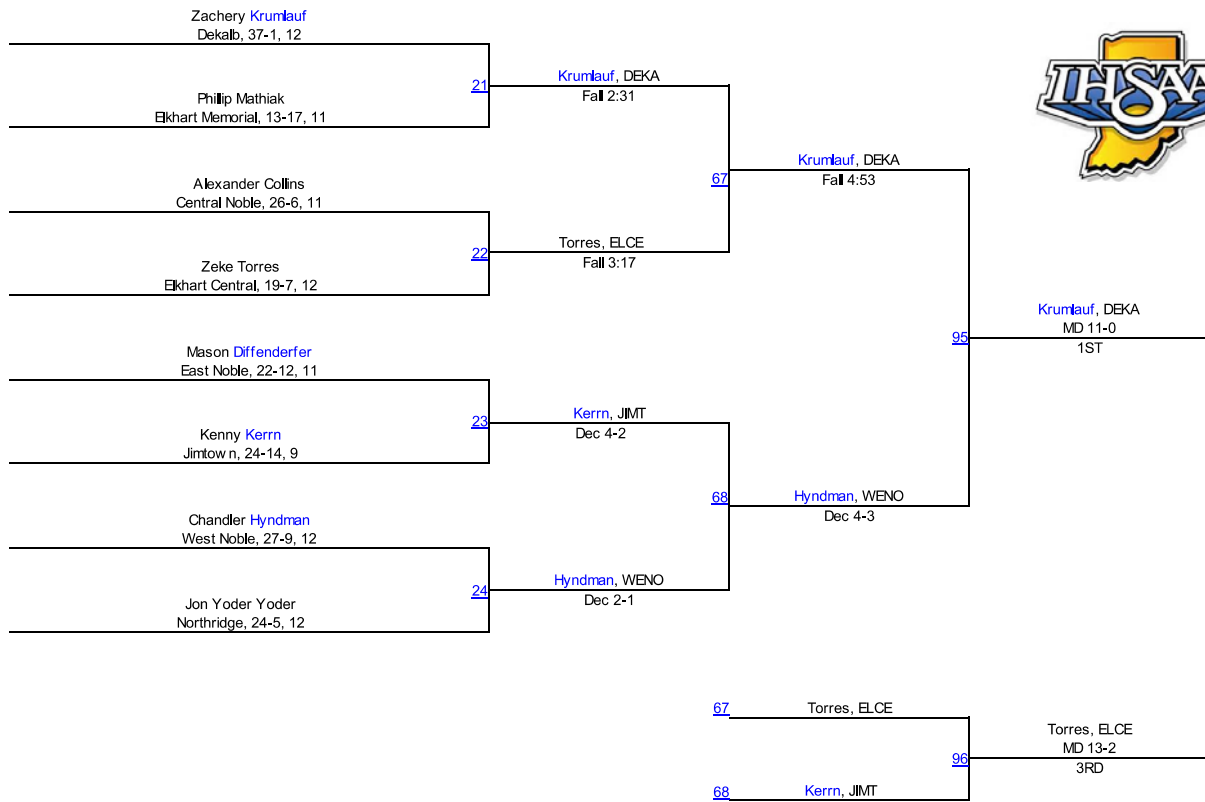 Zachery Krumlauf
Dekalb, 37-1, 12
21
Krumlauf, DEKA
Fall 2:31
Phillip Mathiak
Elkhart Memorial, 13-17, 11
67
Krumlauf, DEKA
Fall 4:53
Alexander Collins
Central Noble, 26-6, 11
22
Torres, ELCE
Fall 3:17
Zeke Torres
Elkhart Central, 19-7, 12
95
Krumlauf, DEKA
MD 11-0
1ST
Mason Diffenderfer
East Noble, 22-12, 11
23
Kerrn, JIMT
Dec 4-2
Kenny Kerrn
Jimtown, 24-14, 9
68
Hyndman, WENO
Dec 4-3
Chandler Hyndman
West Noble, 27-9, 12
24
Hyndman, WENO
Dec 2-1
Jon Yoder Yoder
Northridge, 24-5, 12
67
Torres, ELCE
96
Torres, ELCE
MD 13-2
3RD
68
Kerrn, JIMT
IHSAA